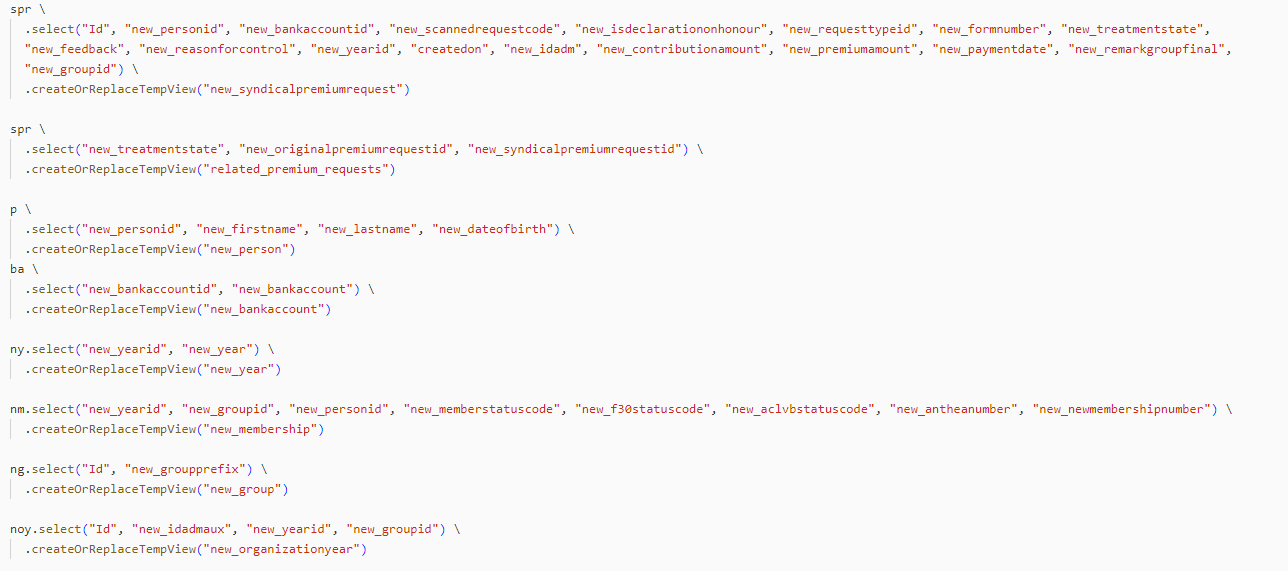 spr \
.select("Id", "new_personid", "new_bankaccountid", "new_scannedrequestcode", "new_isdeclarationonhonour", "new_requesttypeid", "new_formnumber", "new_treatmentstate",
"new_feedback", "new_reasonforcontrol", "new_yearid", "createdon", "new_idadm", "new_contributionamount", "new_premiumamount", "new_paymentdate", "new_remarkgroupfinal",
"new_groupid") \
.createOrReplaceTempView("new_syndicalpremiumrequest")
spr \
.select("new_treatmentstate", "new_originalpremiumrequestid", "new_syndicalpremiumrequestid") \
.createOrReplaceTempView("related_premium_requests")
p \
.select("new_personid", "new_firstname", "new_lastname", "new_dateofbirth") \
.createOrReplaceTempView("new_person")
ba \
.select("new_bankaccountid", "new_bankaccount") \
.createOrReplaceTempView("new_bankaccount")
ny.select("new_yearid", "new_year") \
.createOrReplaceTempView("new_year")
nm.select("new_yearid", "new_groupid", "new_personid", "new_memberstatuscode", "new_f30statuscode", "new_aclvbstatuscode", "new_antheanumber", "new_newmembershipnumber") \
.createOrReplaceTempView("new_membership")
ng.select("Id", "new_groupprefix") \
.createOrReplaceTempView("new_group")
noy.select("Id", "new_idadmaux", "new_yearid", "new_groupid") \
.createOrReplaceTempView("new_organizationyear")